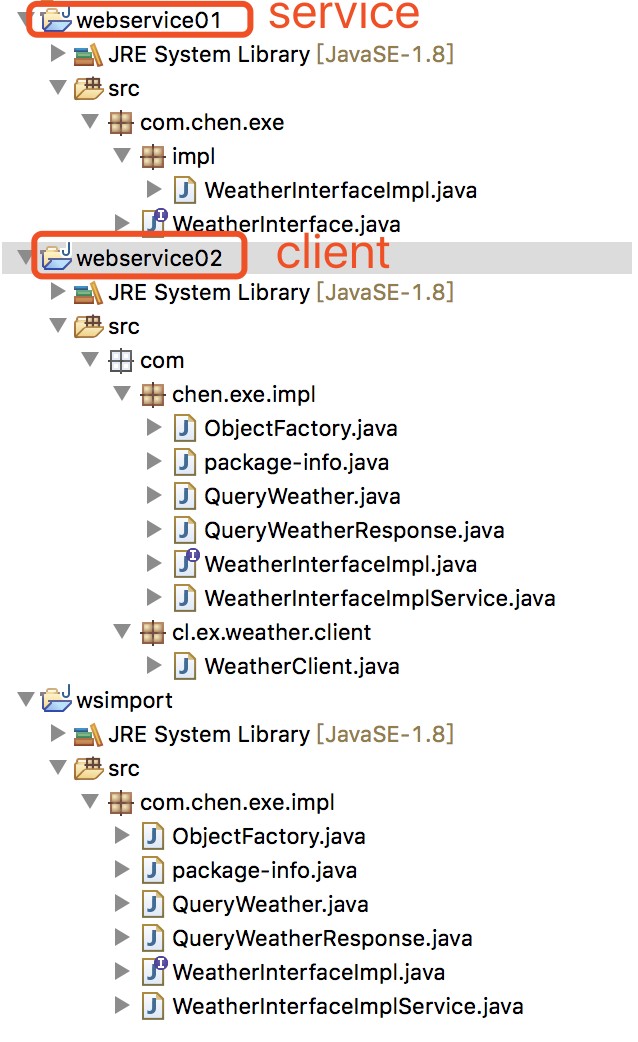 webservice01 service
JRE System Library [JavaSE-1.8]
src
com.chen.exe
impl
WeatherInterfaceImpl.java
WeatherInterface.java
webservice02 client
JRE System Library [JavaSE-1.8]
src
com
chen.exe.impl
ObjectFactory.java
package-info.java
QueryWeather.java
QueryWeatherResponse.java
WeatherInterfaceImpl.java
WeatherInterfaceImplService.java
cl.ex.weather.client
WeatherClient.java
wsimport
JRE System Library [JavaSE-1.8]
src
com.chen.exe.impl
ObjectFactory.java
package-info.java
QueryWeather.java
QueryWeatherResponse.java
WeatherInterfaceImpl.java
WeatherInterfaceImplService.java